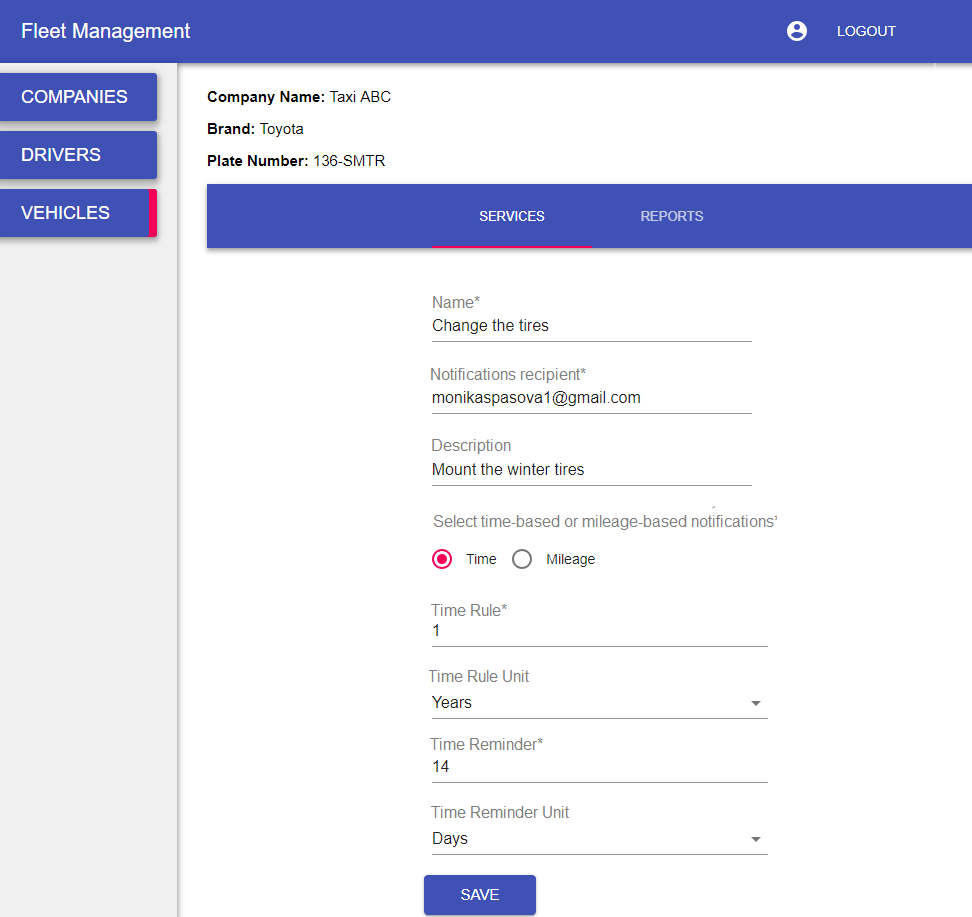 Fleet Management
LOGOUT
COMPANIES
DRIVERS
VEHICLES
Company Name: Taxi ABC
Brand: Toyota
Plate Number: 136-SMTR
SERVICES
REPORTS
Name*
Change the tires
Notifications recipient*
monikaspasova1@gmail.com
Description
Mount the winter tires
Select time-based or mileage-based notifications*
Time
Mileage
Time Rule*
1
Time Rule Unit
Years
Time Reminder*
14
Time Reminder Unit
Days
SAVE